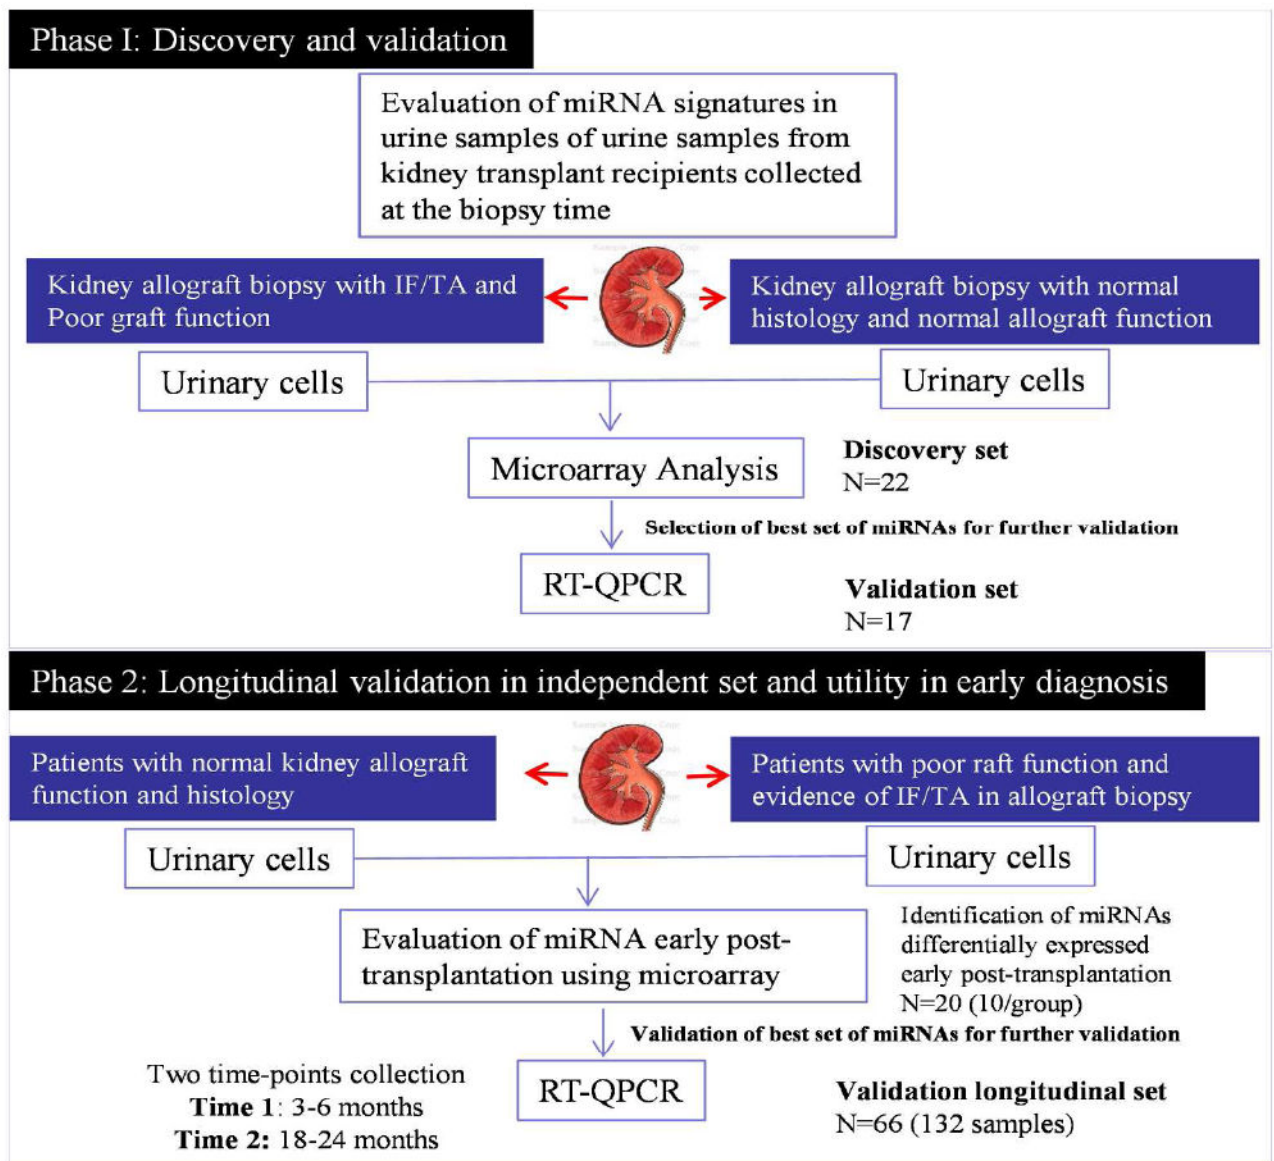 Phase I: Discovery and validation
Evaluation of miRNA signatures in
urine samples of urine samples from
kidney transplant recipients collected
at the biopsy time
Kidney allograft biopsy with IF/TA and
Poor graft function
Kidney allograft biopsy with normal
histology and normal allograft function
Urinary cells
Urinary cells
Microarray Analysis
Discovery set
N=22
Selection of best set of miRNAs for further validation
RT-QPCR
Validation set
N=17
Phase 2: Longitudinal validation in independent set and utility in early diagnosis
Patients with normal kidney allograft
function and histology
Patients with poor raft function and
evidence of IF/TA in allograft biopsy
Urinary cells
Urinary cells
Evaluation of miRNA early post-
transplantation using microarray
Identification of miRNAs
differentially expressed
early post-transplantation
N=20 (10/group)
Validation of best set of miRNAs for further validation
Two time-points collection
Time 1: 3-6 months
Time 2: 18-24 months
RT-QPCR
Validation longitudinal set
N=66 (132 samples)